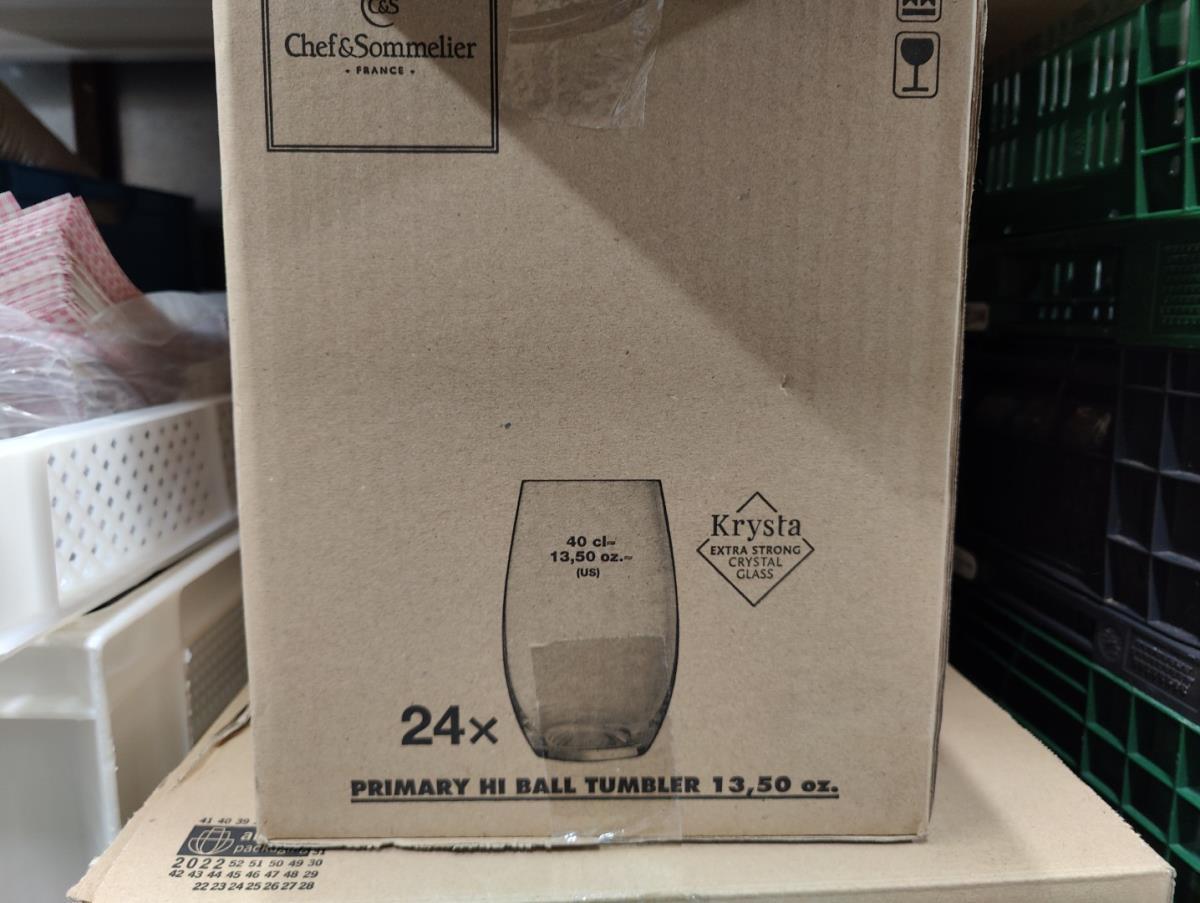 C&S
Chef&Sommelier
- FRANCE -
40 cl≈
13,50 oz.≈
(US)
Krysta
EXTRA STRONG
CRYSTAL
GLASS
24×
PRIMARY HI BALL TUMBLER 13,50 oz.
41 40 39
2022 52 51 50 49 30
42 43 44 45 46 47 48 29
22 23 24 25 26 27 28